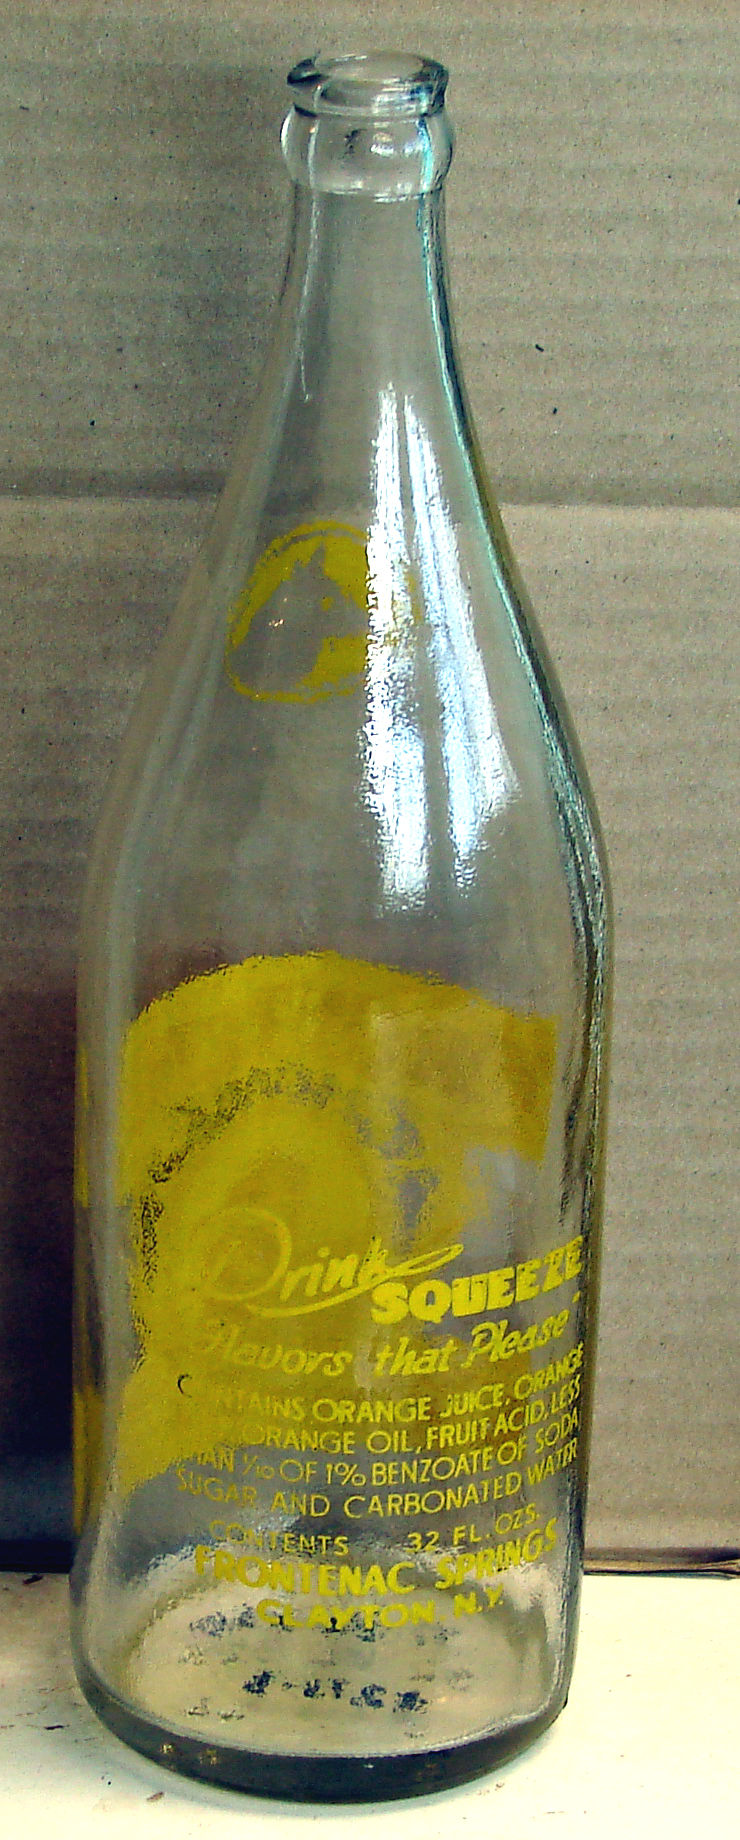 Drink
SQUEEZE
"Flavors that Please"
CONTAINS ORANGE JUICE, ORANGE
ORANGE OIL, FRUIT ACID, LESS
THAN 1/10 OF 1% BENZOATE OF SODA
SUGAR AND CARBONATED WATER
CONTENTS 32 FL. OZS.
FRONTENAC SPRINGS
CLAYTON, N.Y.